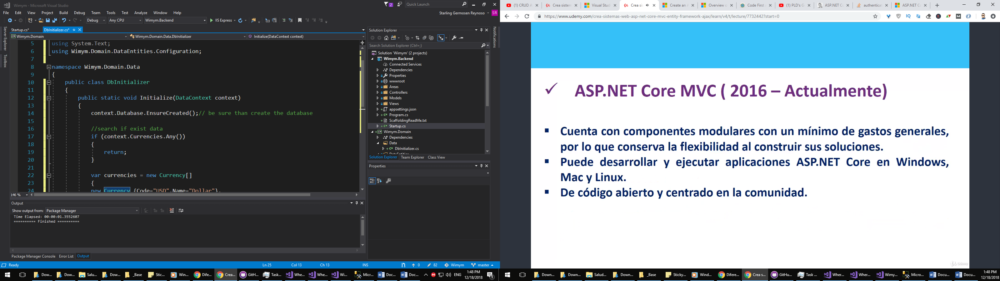 Wimym - Microsoft Visual Studio
2
Quick Launch
File Edit View Project Build Debug Team Tools Test Analyze Window Help
Starling Germosen Reynoso SR
Debug Any CPU Wimym.Backend IIS Express
Server Explorer
Toolbox
Startup.cs* DbInitializer.cs*
Wimym.Domain Wimym.Domain.Data.DbInitializer Initialize(DataContext context)
5 using System.Text;
6 using Wimym.Domain.DataEntities.Configuration;
7
8 namespace Wimym.Domain.Data
9 {
10 public class DbInitializer
11 {
12 public static void Initialize(DataContext context)
13 {
14 context.Database.EnsureCreated();// be sure than create the database
15
16 //search if exist data
17 if (context.Currencies.Any())
18 {
19 return;
20 }
21
22 var currencies = new Currency[]
23 {
24 new Currency {Code="USD",Name="Dollar"},
146 %
Output
Show output from: Package Manager
Time Elapsed: 00:00:01.3552607
========== Finished ==========
Package Manager Console Error List Output
Ready Ln 25 Col 13 Ch 13 INS 0 82 Wimym master
Solution Explorer
Search Solution Explorer (Ctrl+;)
Solution 'Wimym' (2 projects)
Wimym.Backend
Connected Services
Dependencies
Properties
wwwroot
Areas
Controllers
Models
Views
appsettings.json
Program.cs
ScaffoldingReadMe.txt
Startup.cs
Wimym.Domain
Dependencies
Data
DbInitializer.cs
DataEntities
Solution Explorer Team Explorer Class View
Properties
Notifications
Dow... Dow... Salu... Dow... _Base Stic... Win... Dife... Crea... GitH... Task... Whe... Whe... Wi... Micr... Doc... Doc... ENG 1:48 PM 12/18/2018 1
(1) CRUD A Crea sistem Visual Studi Crea sis Create an A Overview o Code First (1) PLD's G ASP.NET Co authenticat ASP.NET Co
https://www.udemy.com/crea-sistemas-web-asp-net-core-mvc-entity-framework-ajax/learn/v4/t/lecture/7732442?start=0
IQ
✓ ASP.NET Core MVC ( 2016 – Actualmente)
▪ Cuenta con componentes modulares con un mínimo de gastos generales,
por lo que conserva la flexibilidad al construir sus soluciones.
▪ Puede desarrollar y ejecutar aplicaciones ASP.NET Core en Windows,
Mac y Linux.
▪ De código abierto y centrado en la comunidad.
Udemy
Down... Down... Salud... Down... _Base Sticky... Wind... Difere... Crea s... GitHu... Task ... Wher... Wher... Wimy... Micro... Docu... Docu... 1:48 PM 12/18/2018